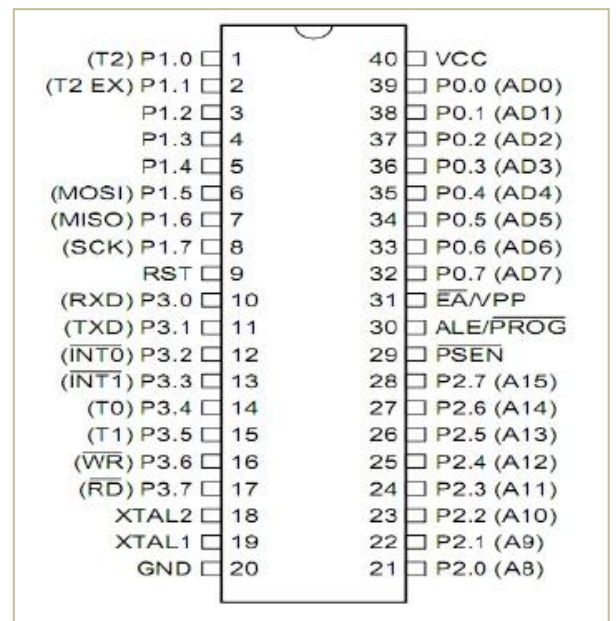 (T2) P1.0 1 40 VCC
(T2 EX) P1.1 2 39 P0.0 (AD0)
P1.2 3 38 P0.1 (AD1)
P1.3 4 37 P0.2 (AD2)
P1.4 5 36 P0.3 (AD3)
(MOSI) P1.5 6 35 P0.4 (AD4)
(MISO) P1.6 7 34 P0.5 (AD5)
(SCK) P1.7 8 33 P0.6 (AD6)
RST 9 32 P0.7 (AD7)
(RXD) P3.0 10 31 E̅A̅/VPP
(TXD) P3.1 11 30 ALE/P̅R̅O̅G̅
(I̅N̅T̅0̅) P3.2 12 29 P̅S̅E̅N̅
(I̅N̅T̅1̅) P3.3 13 28 P2.7 (A15)
(T0) P3.4 14 27 P2.6 (A14)
(T1) P3.5 15 26 P2.5 (A13)
(W̅R̅) P3.6 16 25 P2.4 (A12)
(R̅D̅) P3.7 17 24 P2.3 (A11)
XTAL2 18 23 P2.2 (A10)
XTAL1 19 22 P2.1 (A9)
GND 20 21 P2.0 (A8)